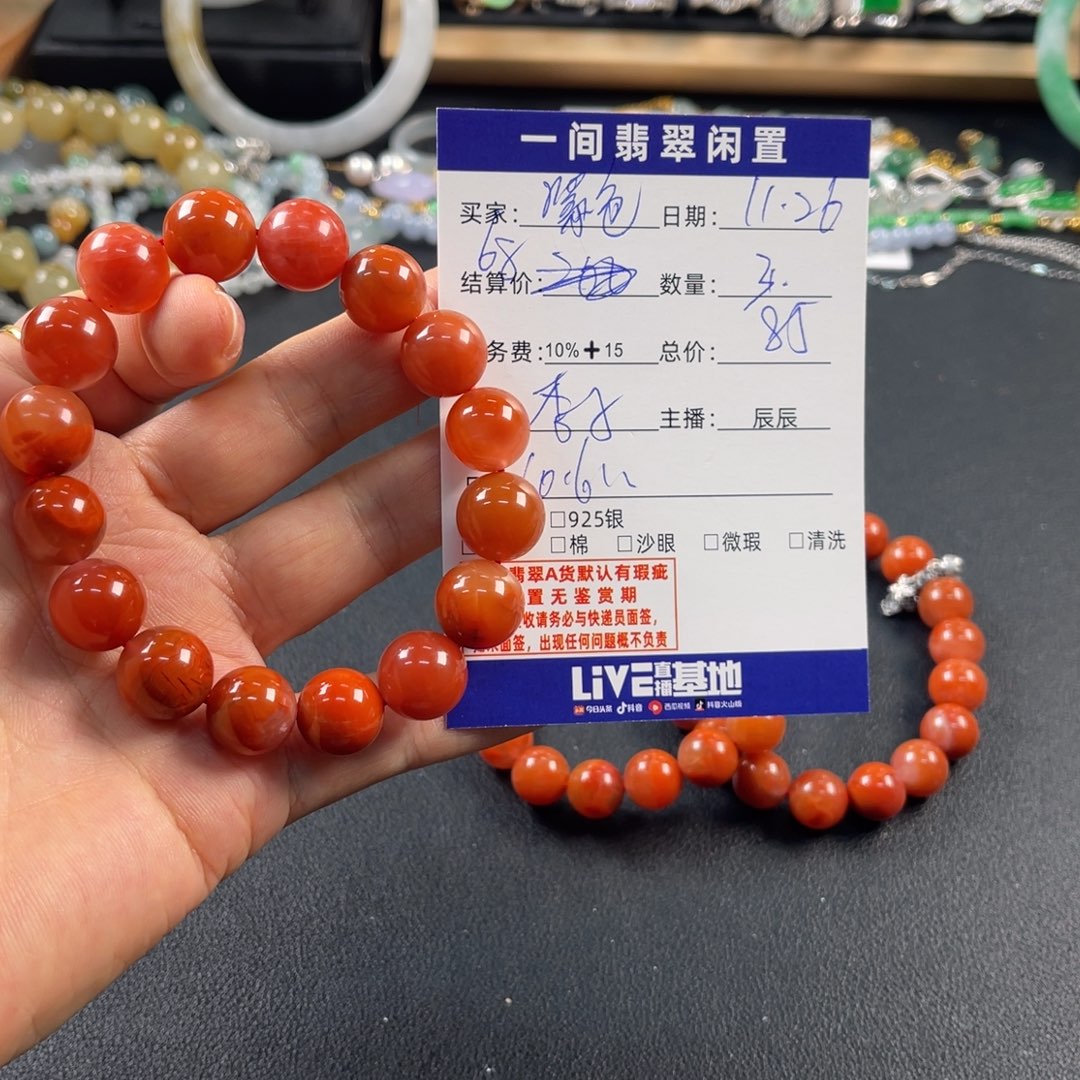 一间翡翠闲置
买家： 日期：11.26
结算价： 数量：3.
务费：10%+15 总价：85
主播：辰辰
□925银
□棉 □沙眼 □微瑕 □清洗
翡翠A货默认有瑕疵
置无鉴赏期
收请务必与快递员面签，
面签，出现任何问题概不负责
LIVE直播基地
今日头条 抖音 西瓜视频 抖音火山版